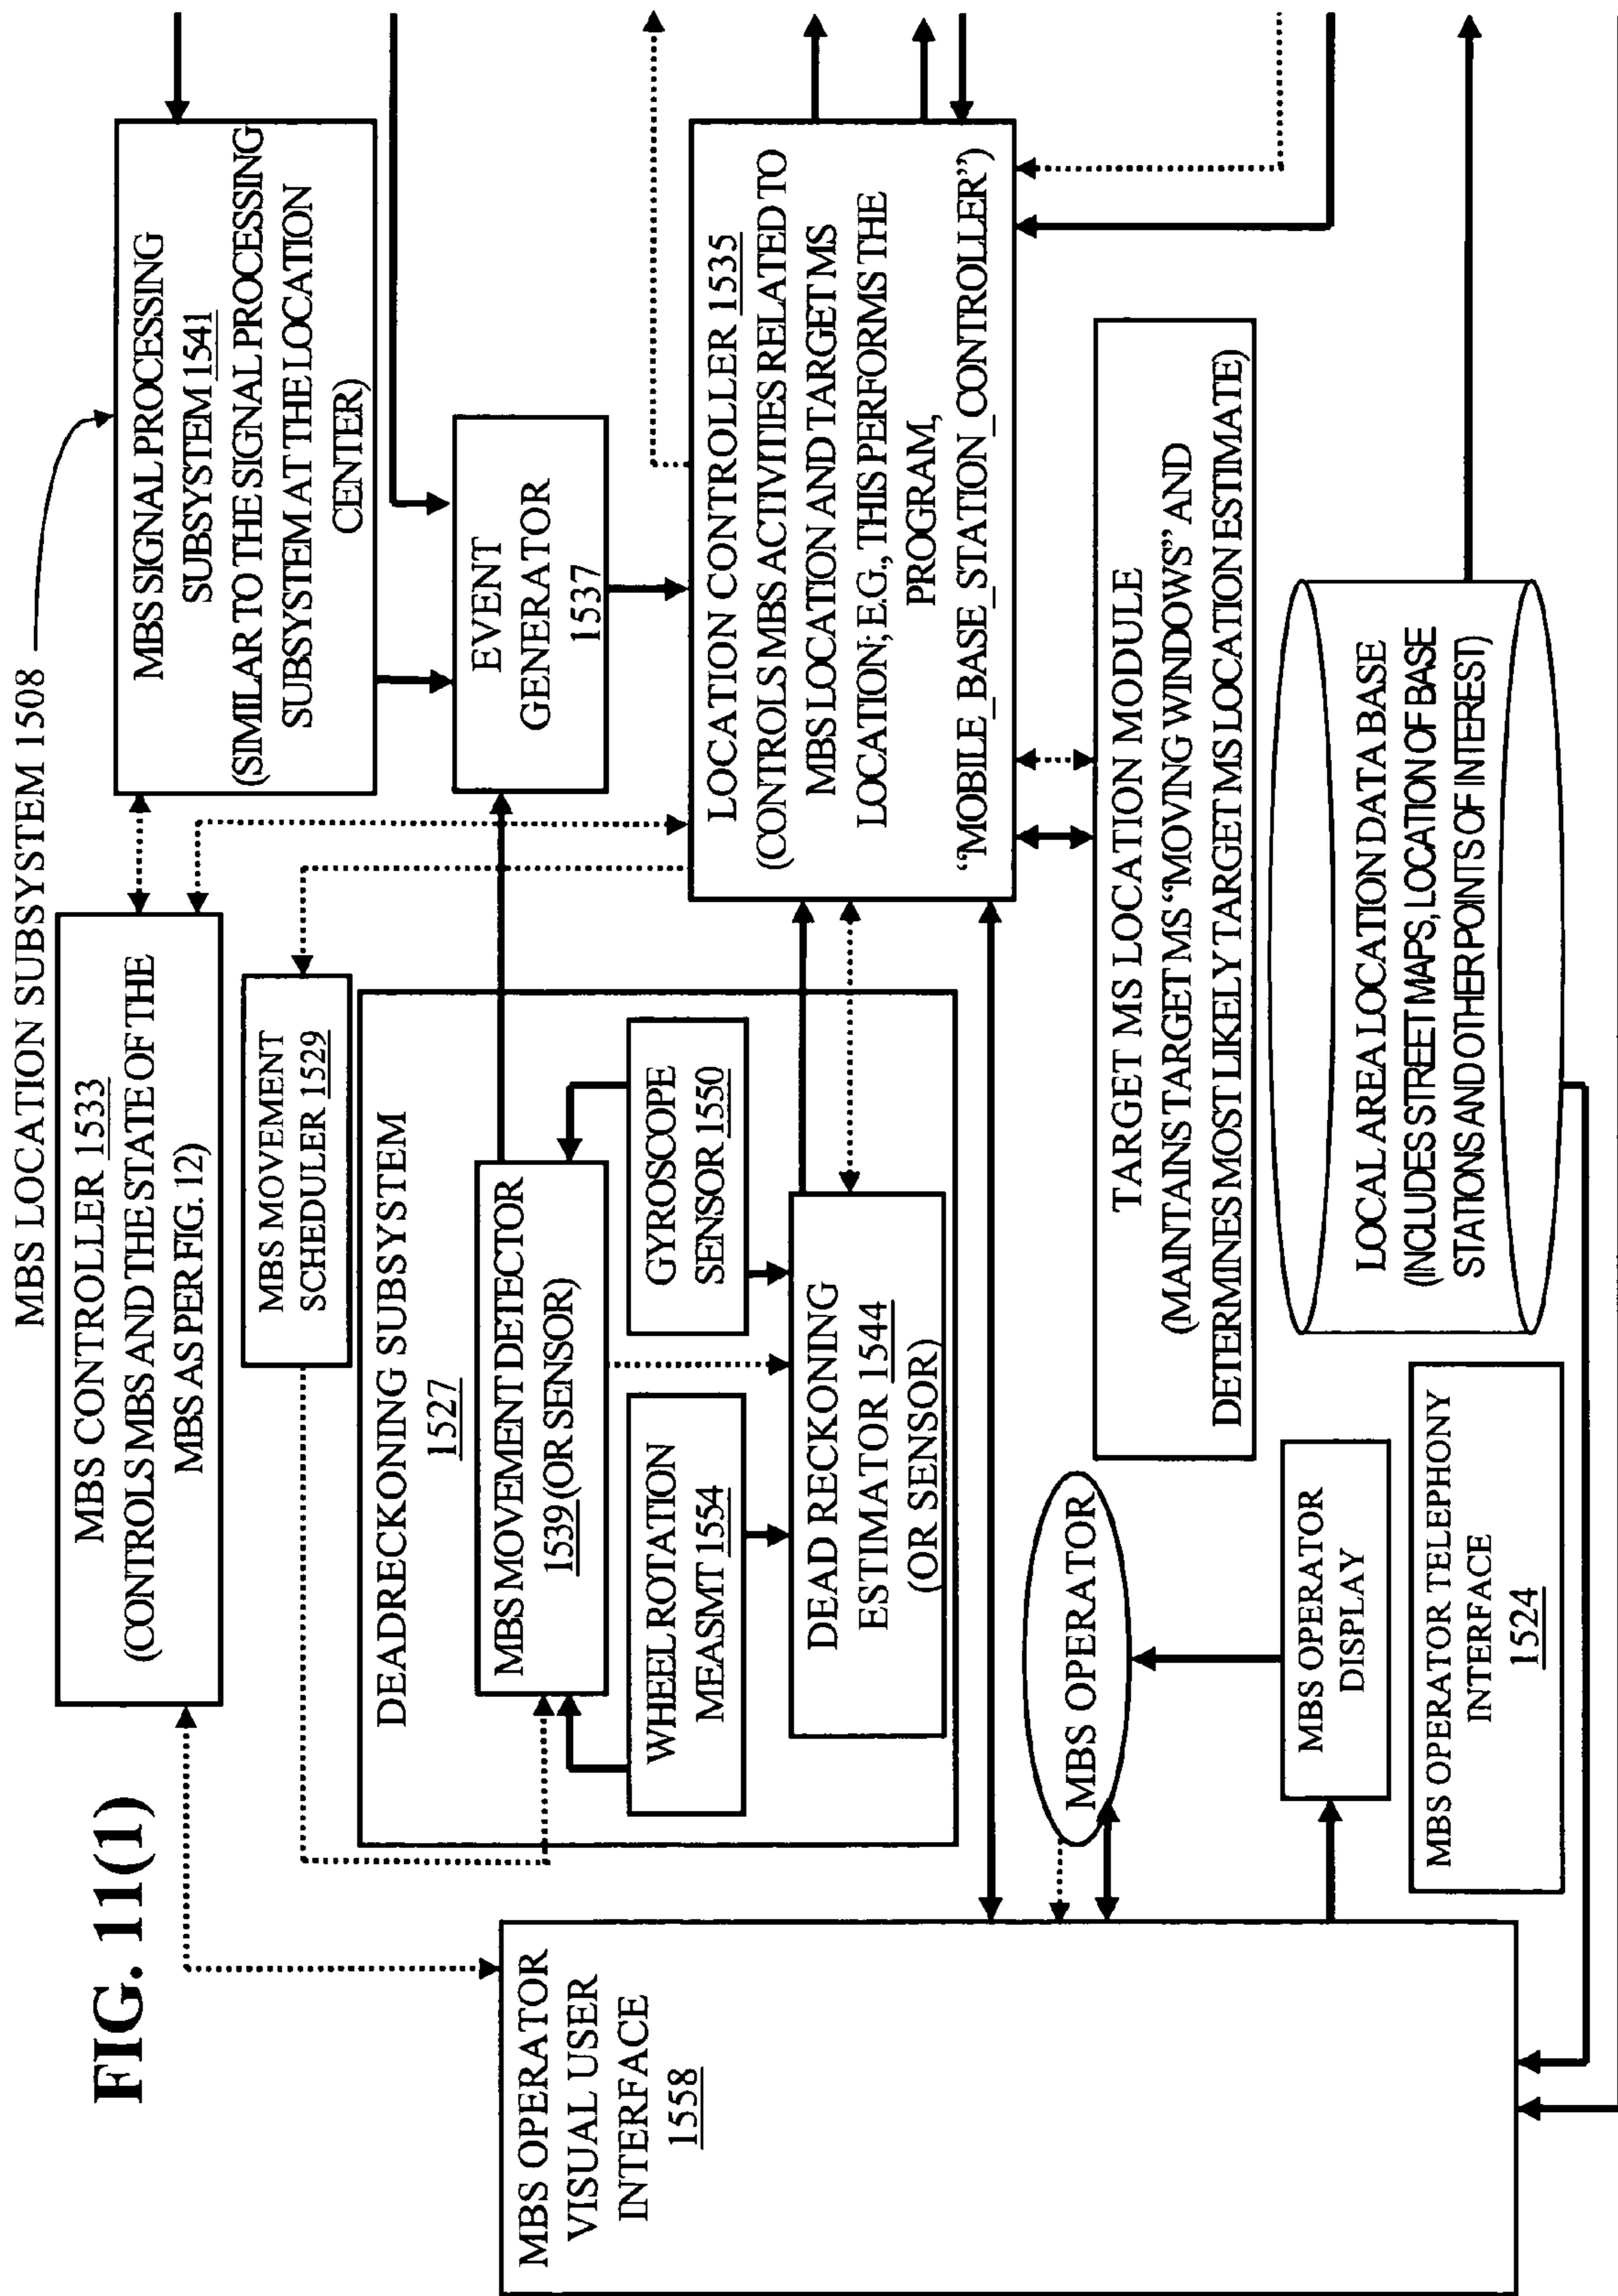 FIG. 11(1)
MBS LOCATION SUBSYSTEM 1508
MBS CONTROLLER 1533
(CONTROLS MBS AND THE STATE OF THE
MBS AS PER FIG. 12)
MBS SIGNAL PROCESSING
SUBSYSTEM 1541
(SIMILAR TO THE SIGNAL PROCESSING
SUBSYSTEM AT THE LOCATION
CENTER)
MBS MOVEMENT
SCHEDULER 1529
DEADRECKONING SUBSYSTEM
1527
MBS MOVEMENT DETECTOR
1539 (OR SENSOR)
WHEEL ROTATION
MEASMT 1554
GYROSCOPE
SENSOR 1550
DEAD RECKONING
ESTIMATOR 1544
(OR SENSOR)
EVENT
GENERATOR
1537
LOCATION CONTROLLER 1535
(CONTROLS MBS ACTIVITIES RELATED TO
MBS LOCATION AND TARGET MS
LOCATION; E.G., THIS PERFORMS THE
PROGRAM,
“MOBILE_BASE_STATION_CONTROLLER”)
MBS OPERATOR
VISUAL USER
INTERFACE
1558
MBS OPERATOR
MBS OPERATOR
DISPLAY
MBS OPERATOR TELEPHONY
INTERFACE
1524
TARGET MS LOCATION MODULE
(MAINTAINS TARGET MS “MOVING WINDOWS” AND
DETERMINES MOST LIKELY TARGET MS LOCATION ESTIMATE)
LOCAL AREA LOCATION DATA BASE
(INCLUDES STREET MAPS, LOCATION OF BASE
STATIONS AND OTHER POINTS OF INTEREST)